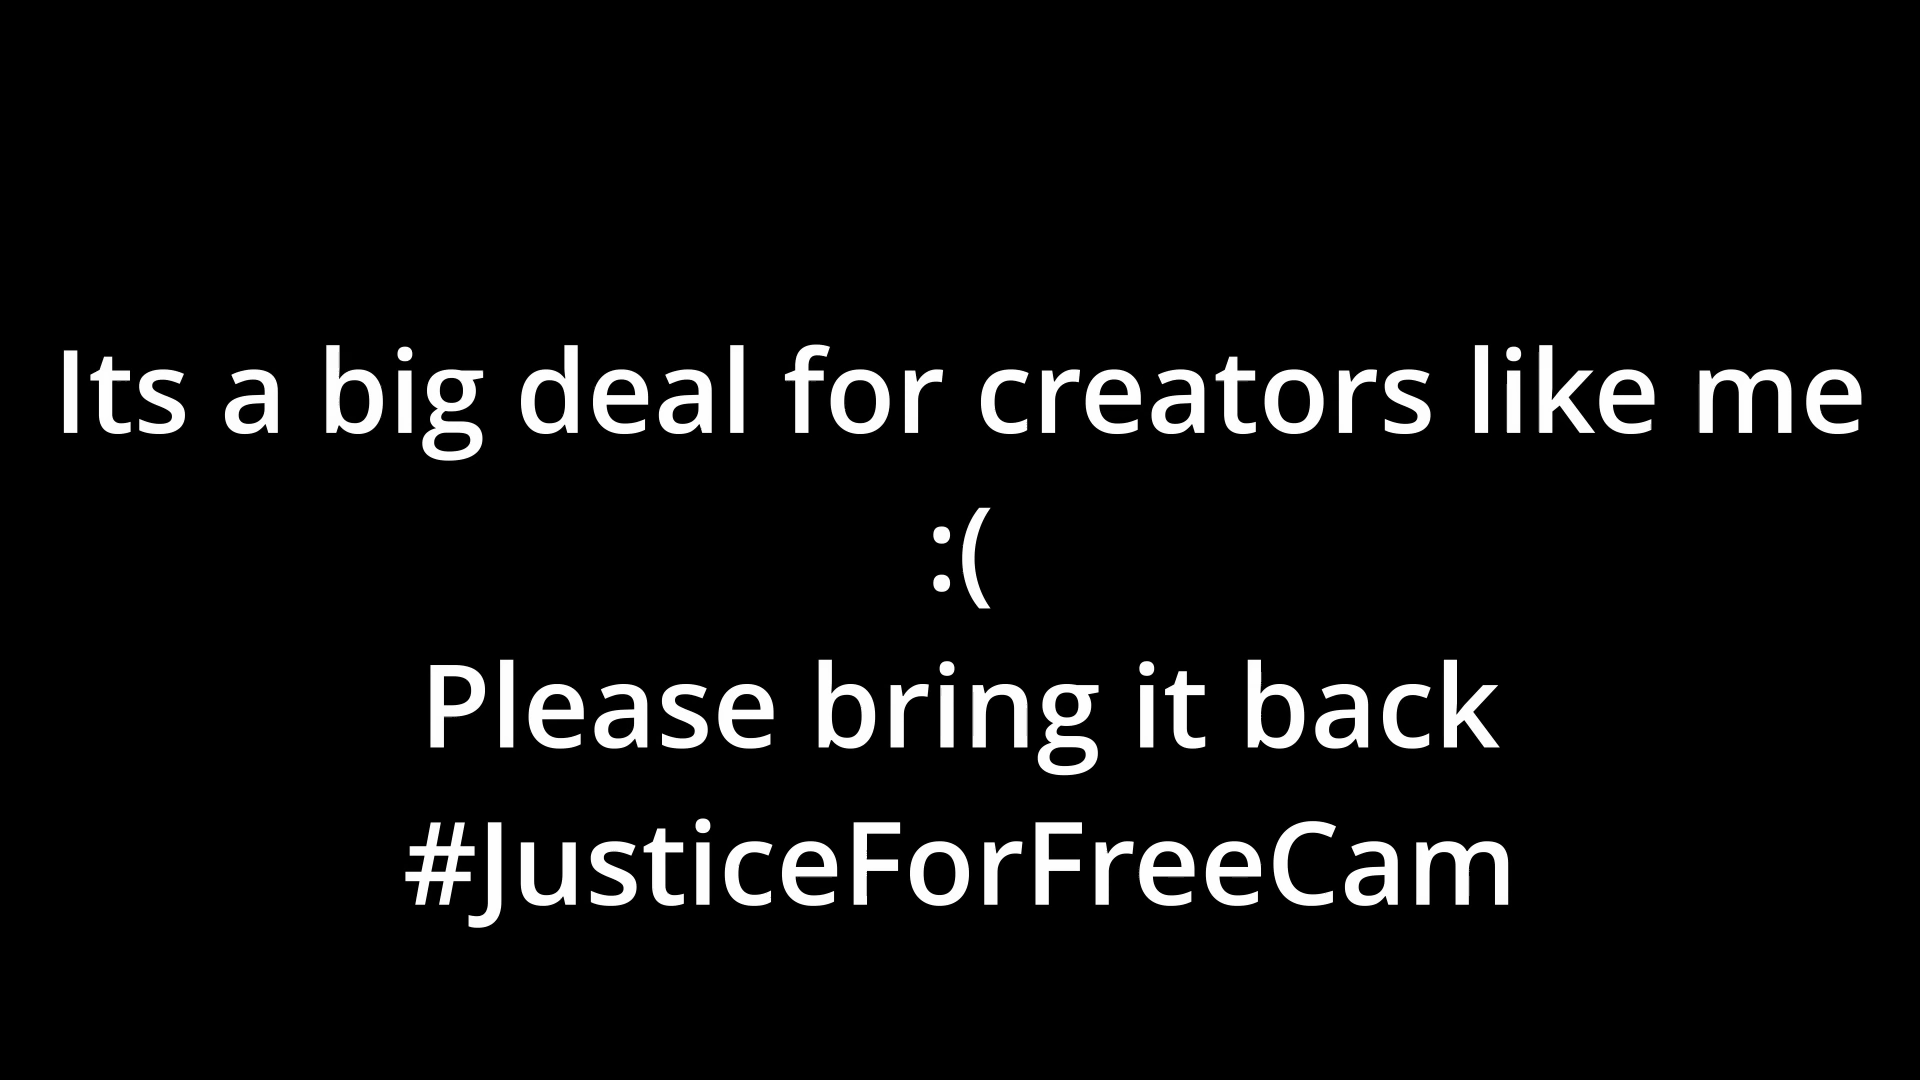 Its a big deal for creators like me
:(
Please bring it back
#JusticeForFreeCam